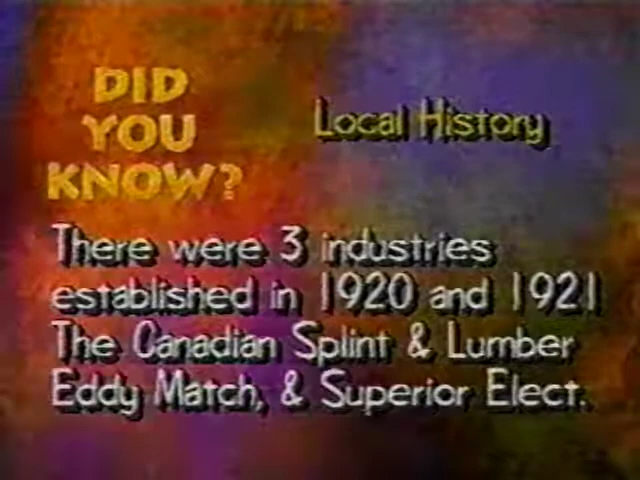 DID
YOU
KNOW?
Local History
There were 3 industries
established in 1920 and 1921
The Canadian Splint & Lumber
Eddy Match, & Superior Elect.